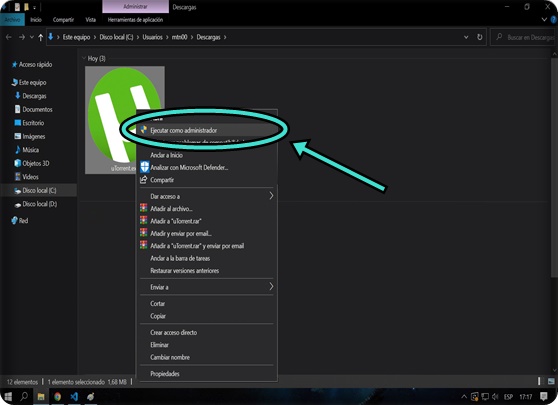 Administrar
Descargas
Archivo
Inicio
Compartir
Vista
Herramientas de aplicación
Este equipo > Disco local (C:) > Usuarios > mtn00 > Descargas >
Buscar en Descargas
Acceso rápido
Este equipo
Descargas
Documentos
Escritorio
Imágenes
Música
Objetos 3D
Vídeos
Disco local (C:)
Disco local (D:)
Red
Hoy (3)
uTorrent.exe
Ejecutar como administrador
Anclar a Inicio
Analizar con Microsoft Defender...
Compartir
Dar acceso a
Añadir al archivo...
Añadir a "uTorrent.rar"
Añadir y enviar por email...
Añadir a "uTorrent.rar" y enviar por email
Anclar a la barra de tareas
Restaurar versiones anteriores
Enviar a
Cortar
Copiar
Crear acceso directo
Eliminar
Cambiar nombre
Propiedades
12 elementos
1 elemento seleccionado 1,68 MB
ESP
17:17